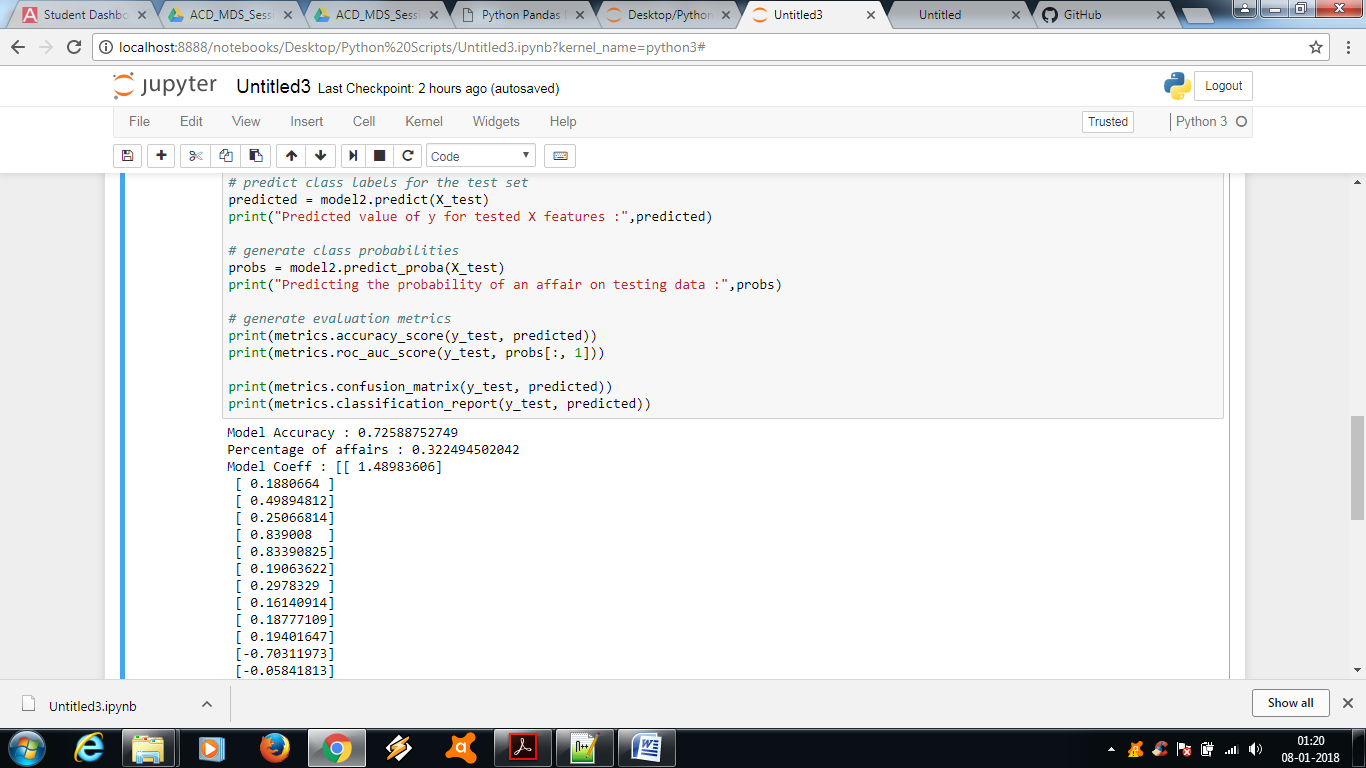 Student Dashbo
ACD_MDS_Sessi
ACD_MDS_Sessi
Python Pandas
Desktop/Python
Untitled3
Untitled
GitHub
localhost:8888/notebooks/Desktop/Python%20Scripts/Untitled3.ipynb?kernel_name=python3#
jupyter Untitled3 Last Checkpoint: 2 hours ago (autosaved) Logout
File Edit View Insert Cell Kernel Widgets Help Trusted Python 3
Code
# predict class labels for the test set
predicted = model2.predict(X_test)
print("Predicted value of y for tested X features :",predicted)
# generate class probabilities
probs = model2.predict_proba(X_test)
print("Predicting the probability of an affair on testing data :",probs)
# generate evaluation metrics
print(metrics.accuracy_score(y_test, predicted))
print(metrics.roc_auc_score(y_test, probs[:, 1]))
print(metrics.confusion_matrix(y_test, predicted))
print(metrics.classification_report(y_test, predicted))
Model Accuracy : 0.72588752749
Percentage of affairs : 0.322494502042
Model Coeff : [[ 1.48983606]
[ 0.1880664 ]
[ 0.49894812]
[ 0.25066814]
[ 0.839008  ]
[ 0.83390825]
[ 0.19063622]
[ 0.2978329 ]
[ 0.16140914]
[ 0.18777109]
[ 0.19401647]
[-0.70311973]
[-0.05841813]
Untitled3.ipynb
Show all
01:20
08-01-2018